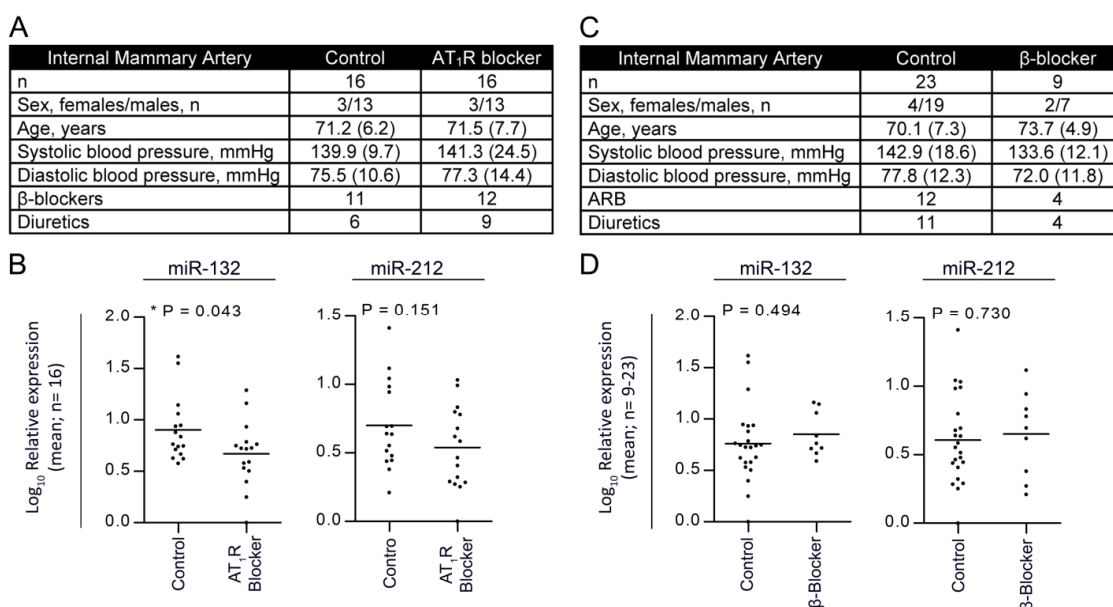 A
Internal Mammary Artery Control AT₁R blocker
n 16 16
Sex, females/males, n 3/13 3/13
Age, years 71.2 (6.2) 71.5 (7.7)
Systolic blood pressure, mmHg 139.9 (9.7) 141.3 (24.5)
Diastolic blood pressure, mmHg 75.5 (10.6) 77.3 (14.4)
β-blockers 11 12
Diuretics 6 9
B
miR-132
* P = 0.043
Log₁₀ Relative expression
(mean; n= 16)
2.0
1.5
1.0
0.5
0.0
Control
AT₁R
Blocker
miR-212
P = 0.151
1.5
1.0
0.5
0.0
Contro
AT₁R
Blocker
C
Internal Mammary Artery Control β-blocker
n 23 9
Sex, females/males, n 4/19 2/7
Age, years 70.1 (7.3) 73.7 (4.9)
Systolic blood pressure, mmHg 142.9 (18.6) 133.6 (12.1)
Diastolic blood pressure, mmHg 77.8 (12.3) 72.0 (11.8)
ARB 12 4
Diuretics 11 4
D
miR-132
P = 0.494
Log₁₀ Relative expression
(mean; n= 9-23)
2.0
1.5
1.0
0.5
0.0
Control
β-Blocker
miR-212
P = 0.730
1.5
1.0
0.5
0.0
Control
β-Blocker